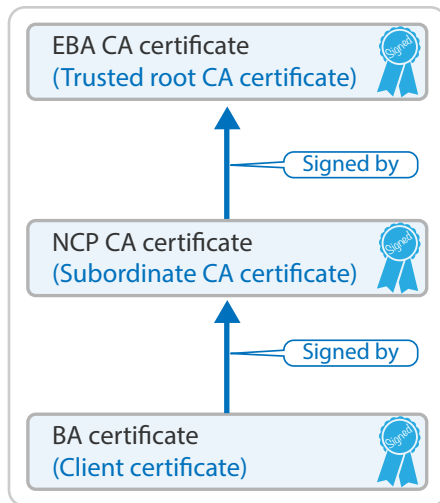 EBA CA certificate
(Trusted root CA certificate)
Signed
Signed by
NCP CA certificate
(Subordinate CA certificate)
Signed
Signed by
BA certificate
(Client certificate)
Signed